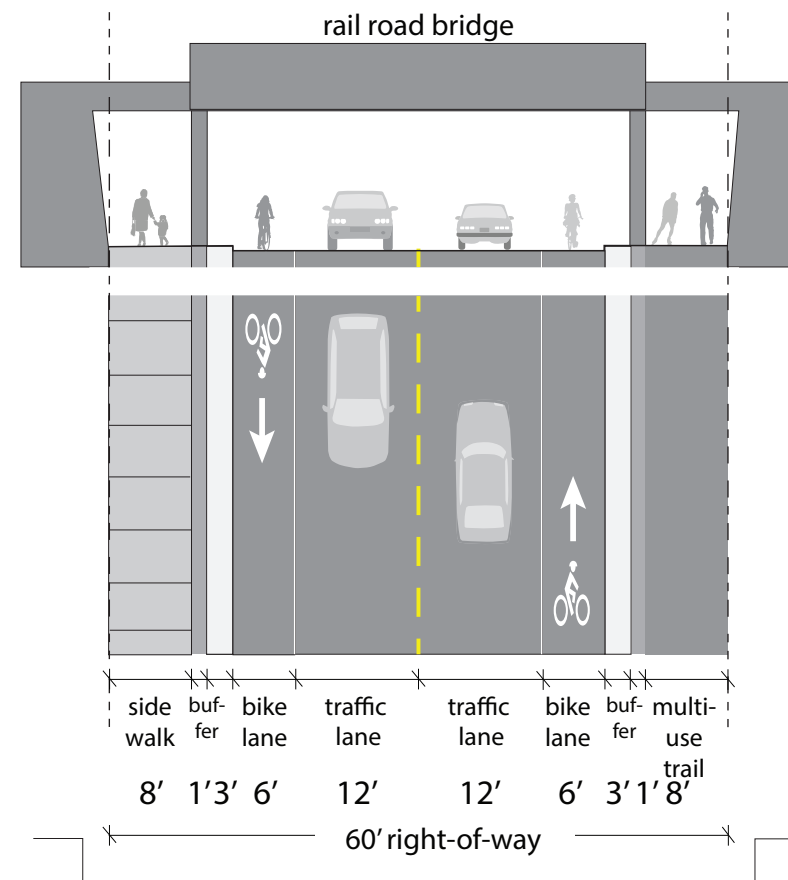 rail road bridge
side buf- bike traffic traffic bike buf- multi-
walk fer lane lane lane lane fer use
trail
8’ 1’ 3’ 6’ 12’ 12’ 6’ 3’ 1’ 8’
60’ right-of-way